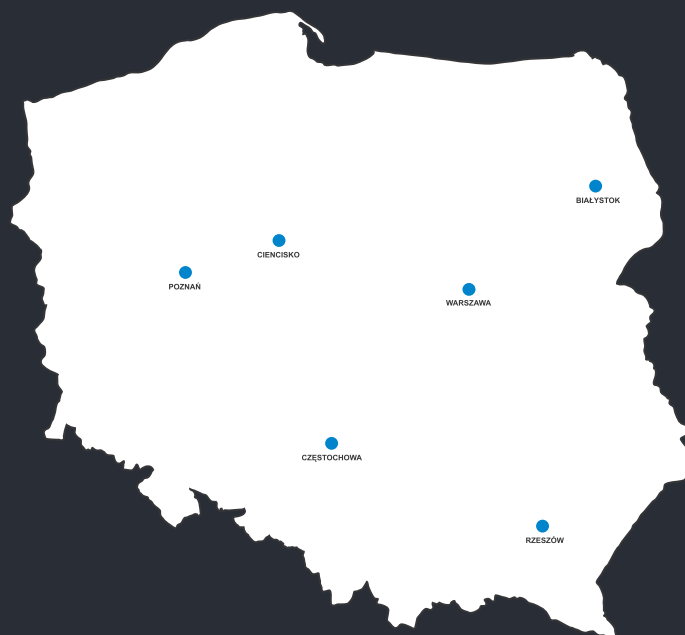 BIAŁYSTOK
CIENCISKO
POZNAŃ
WARSZAWA
CZĘSTOCHOWA
RZESZÓW